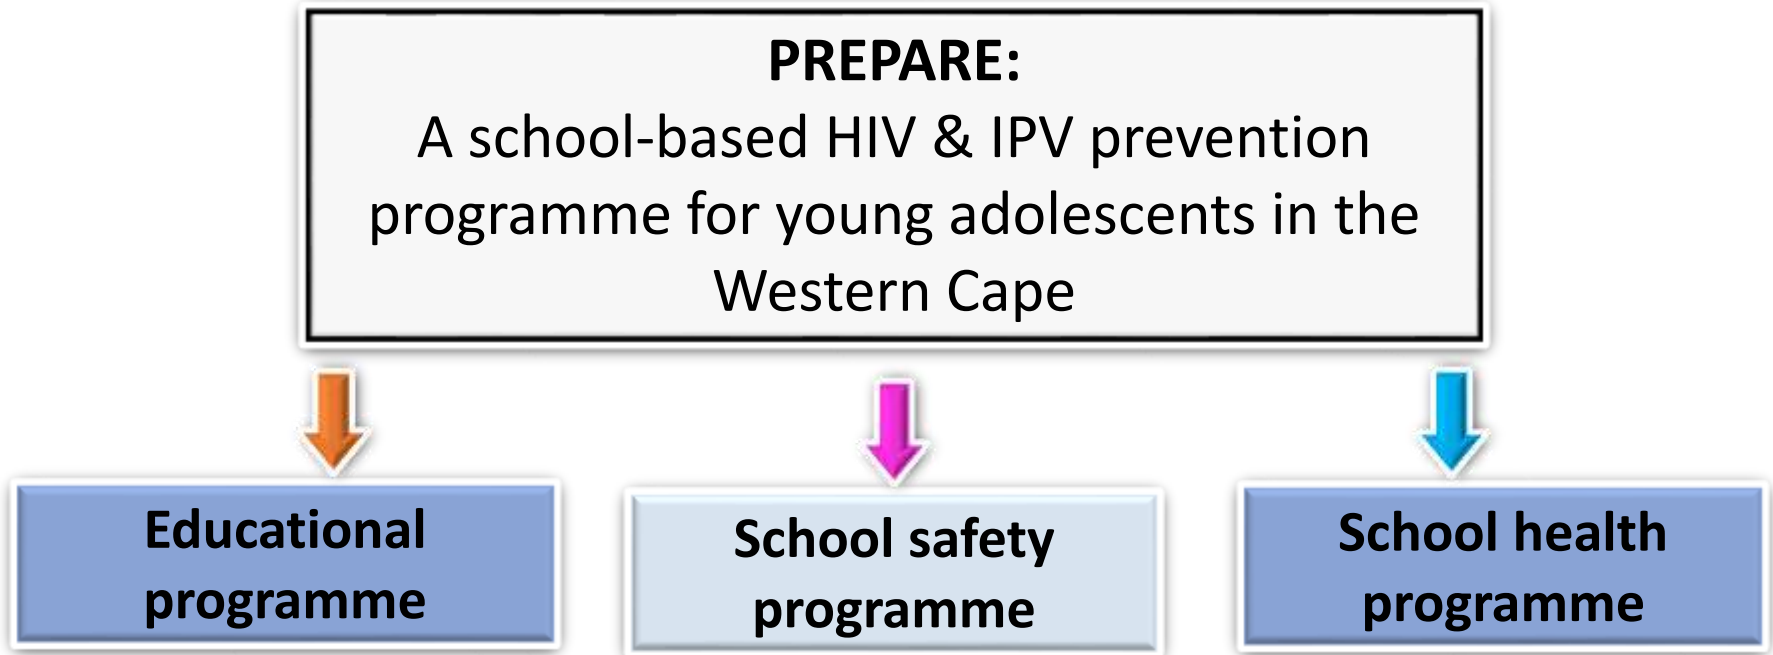 PREPARE:
A school-based HIV & IPV prevention
programme for young adolescents in the
Western Cape
Educational
programme
School safety
programme
School health
programme